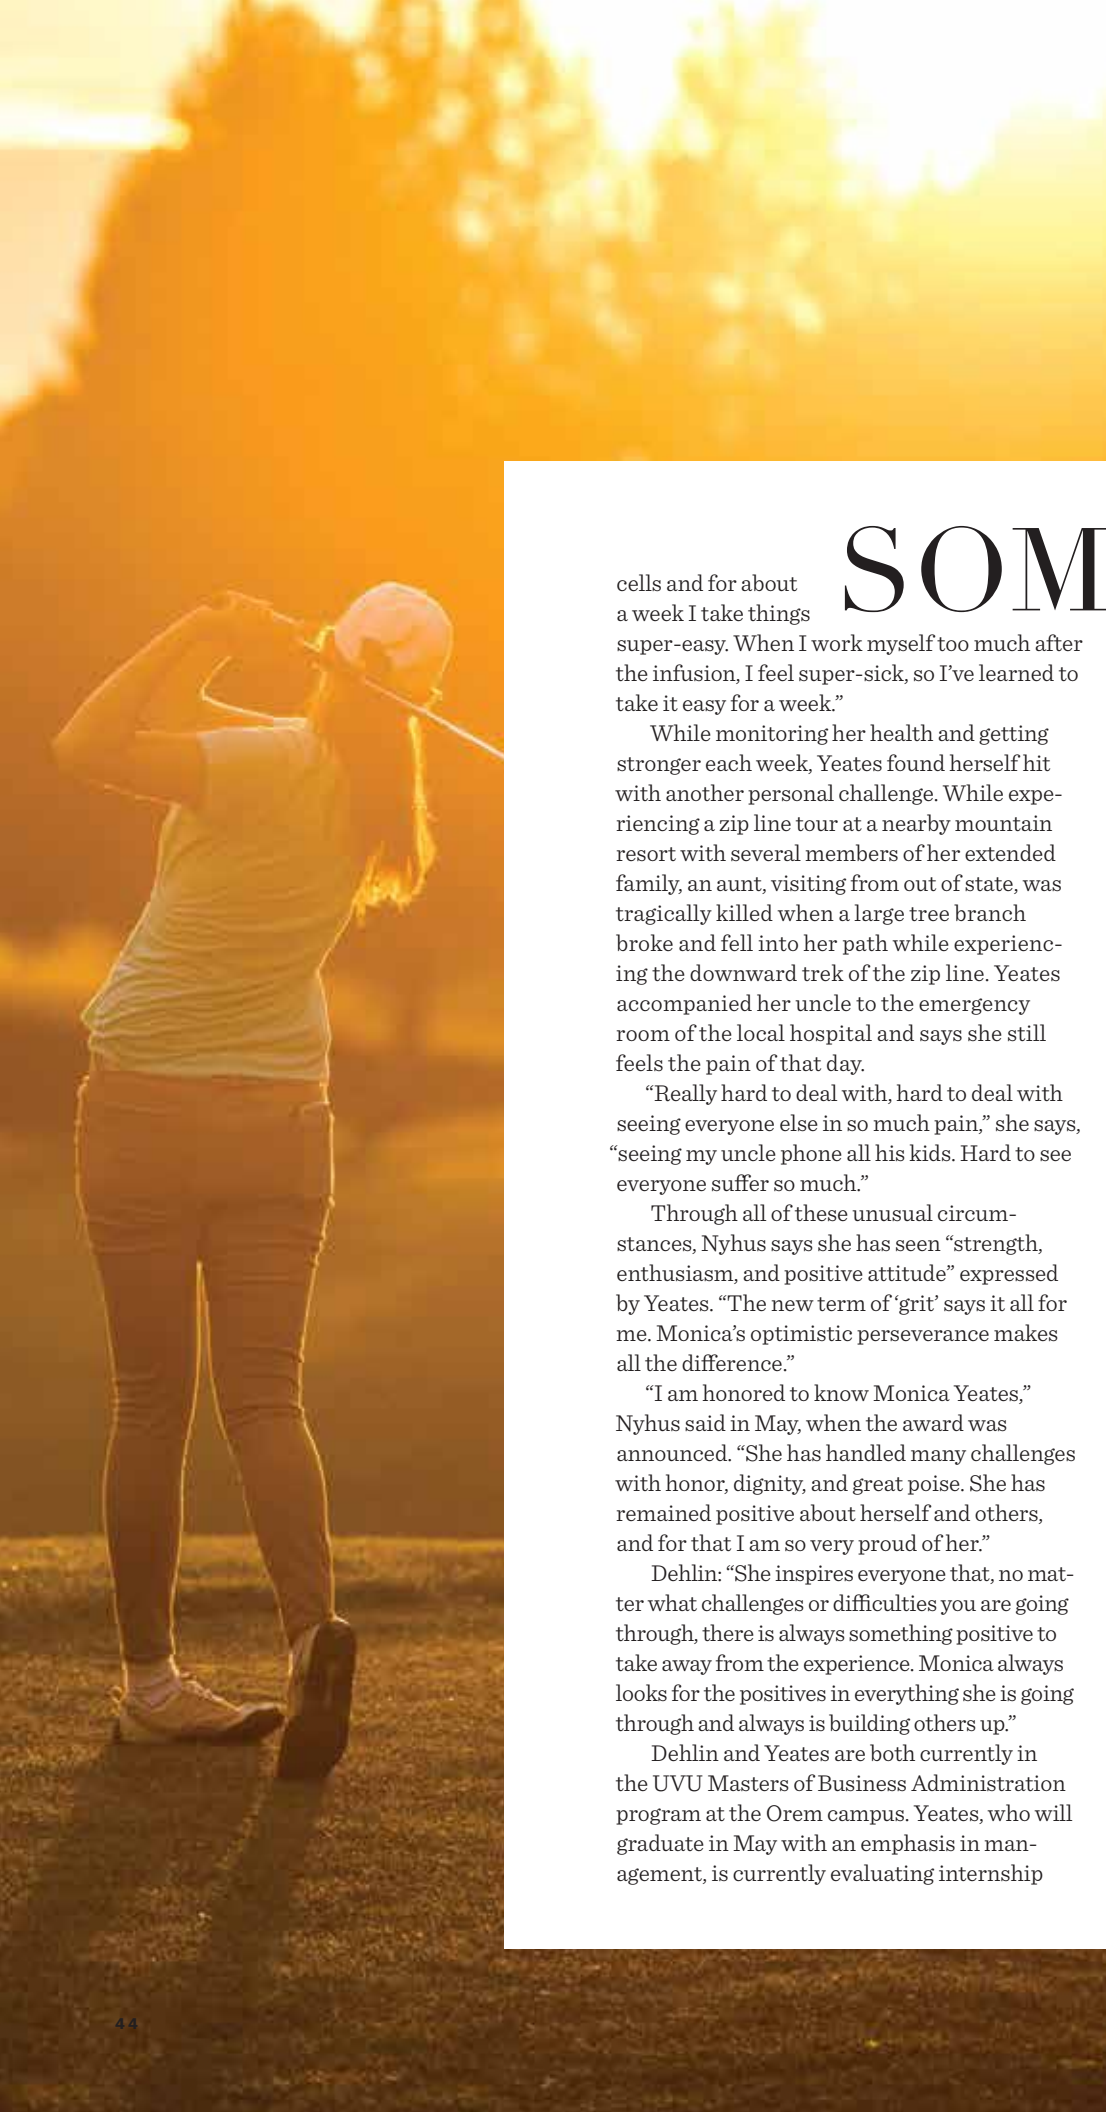 SOM
cells and for about
a week I take things
super-easy. When I work myself too much after
the infusion, I feel super-sick, so I’ve learned to
take it easy for a week.”
While monitoring her health and getting
stronger each week, Yeates found herself hit
with another personal challenge. While expe-
riencing a zip line tour at a nearby mountain
resort with several members of her extended
family, an aunt, visiting from out of state, was
tragically killed when a large tree branch
broke and fell into her path while experienc-
ing the downward trek of the zip line. Yeates
accompanied her uncle to the emergency
room of the local hospital and says she still
feels the pain of that day.
“Really hard to deal with, hard to deal with
seeing everyone else in so much pain,” she says,
“seeing my uncle phone all his kids. Hard to see
everyone suffer so much.”
Through all of these unusual circum-
stances, Nyhus says she has seen “strength,
enthusiasm, and positive attitude” expressed
by Yeates. “The new term of ‘grit’ says it all for
me. Monica’s optimistic perseverance makes
all the difference.”
“I am honored to know Monica Yeates,”
Nyhus said in May, when the award was
announced. “She has handled many challenges
with honor, dignity, and great poise. She has
remained positive about herself and others,
and for that I am so very proud of her.”
Dehlin: “She inspires everyone that, no mat-
ter what challenges or difficulties you are going
through, there is always something positive to
take away from the experience. Monica always
looks for the positives in everything she is going
through and always is building others up.”
Dehlin and Yeates are both currently in
the UVU Masters of Business Administration
program at the Orem campus. Yeates, who will
graduate in May with an emphasis in man-
agement, is currently evaluating internship
44